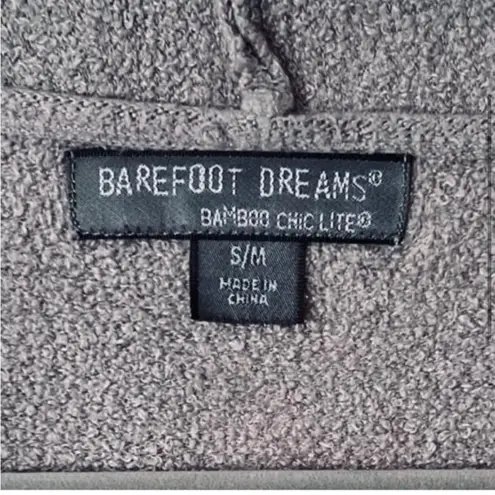 BAREFOOT DREAMS®
BAMBOO CHIC LITE®
S/M
MADE IN
CHINA